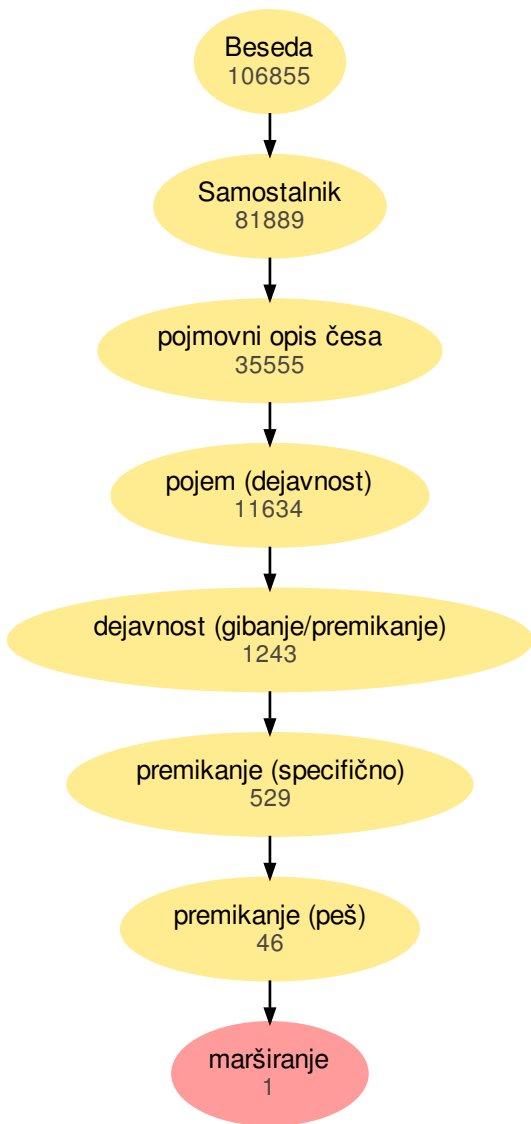 Beseda
106855
Samostalnik
81889
pojmovni opis česa
35555
pojem (dejavnost)
11634
dejavnost (gibanje/premikanje)
1243
premikanje (specifično)
529
premikanje (peš)
46
marširanje
1